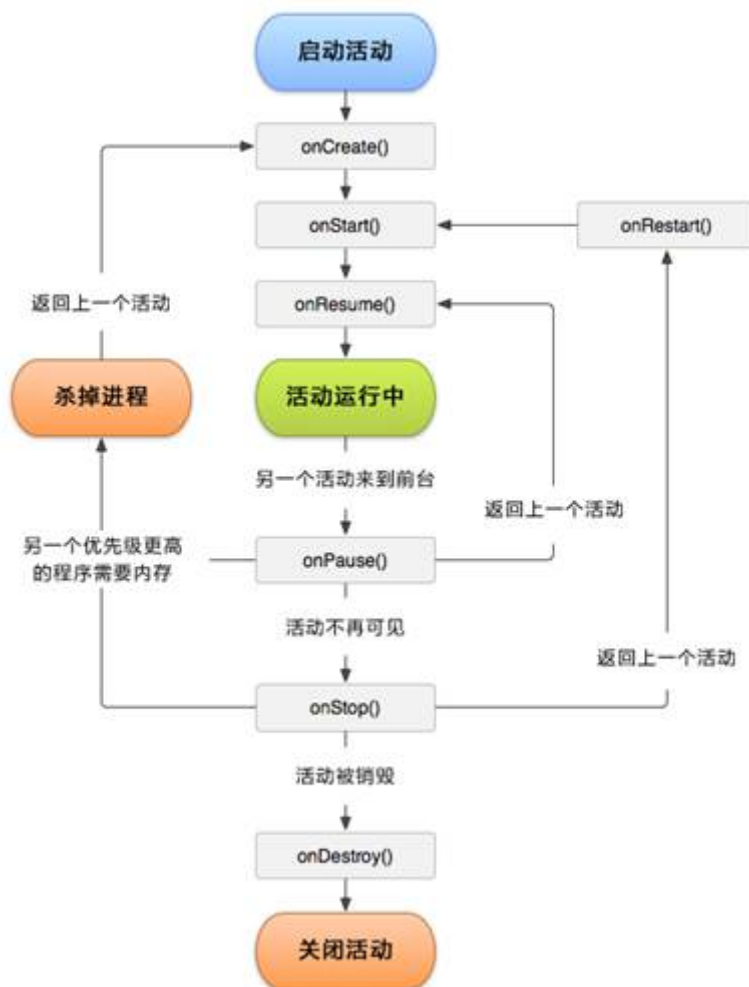 启动活动
onCreate()
onStart()
onRestart()
返回上一个活动
onResume()
杀掉进程
活动运行中
另一个活动来到前台
返回上一个活动
另一个优先级更高
的程序需要内存
onPause()
活动不再可见
返回上一个活动
onStop()
活动被销毁
onDestroy()
关闭活动